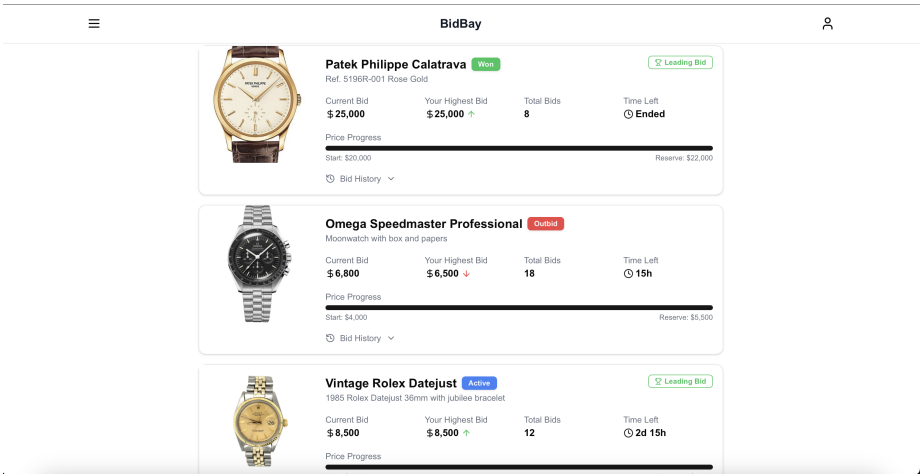 BidBay
Patek Philippe Calatrava Won Leading Bid
Ref. 5196R-001 Rose Gold
Current Bid Your Highest Bid Total Bids Time Left
$25,000 $25,000 8 Ended
Price Progress
Start: $20,000 Reserve: $22,000
Bid History
Omega Speedmaster Professional Outbid
Moonwatch with box and papers
Current Bid Your Highest Bid Total Bids Time Left
$6,800 $6,500 18 15h
Price Progress
Start: $4,000 Reserve: $5,500
Bid History
Vintage Rolex Datejust Active Leading Bid
1985 Rolex Datejust 36mm with jubilee bracelet
Current Bid Your Highest Bid Total Bids Time Left
$8,500 $8,500 12 2d 15h
Price Progress